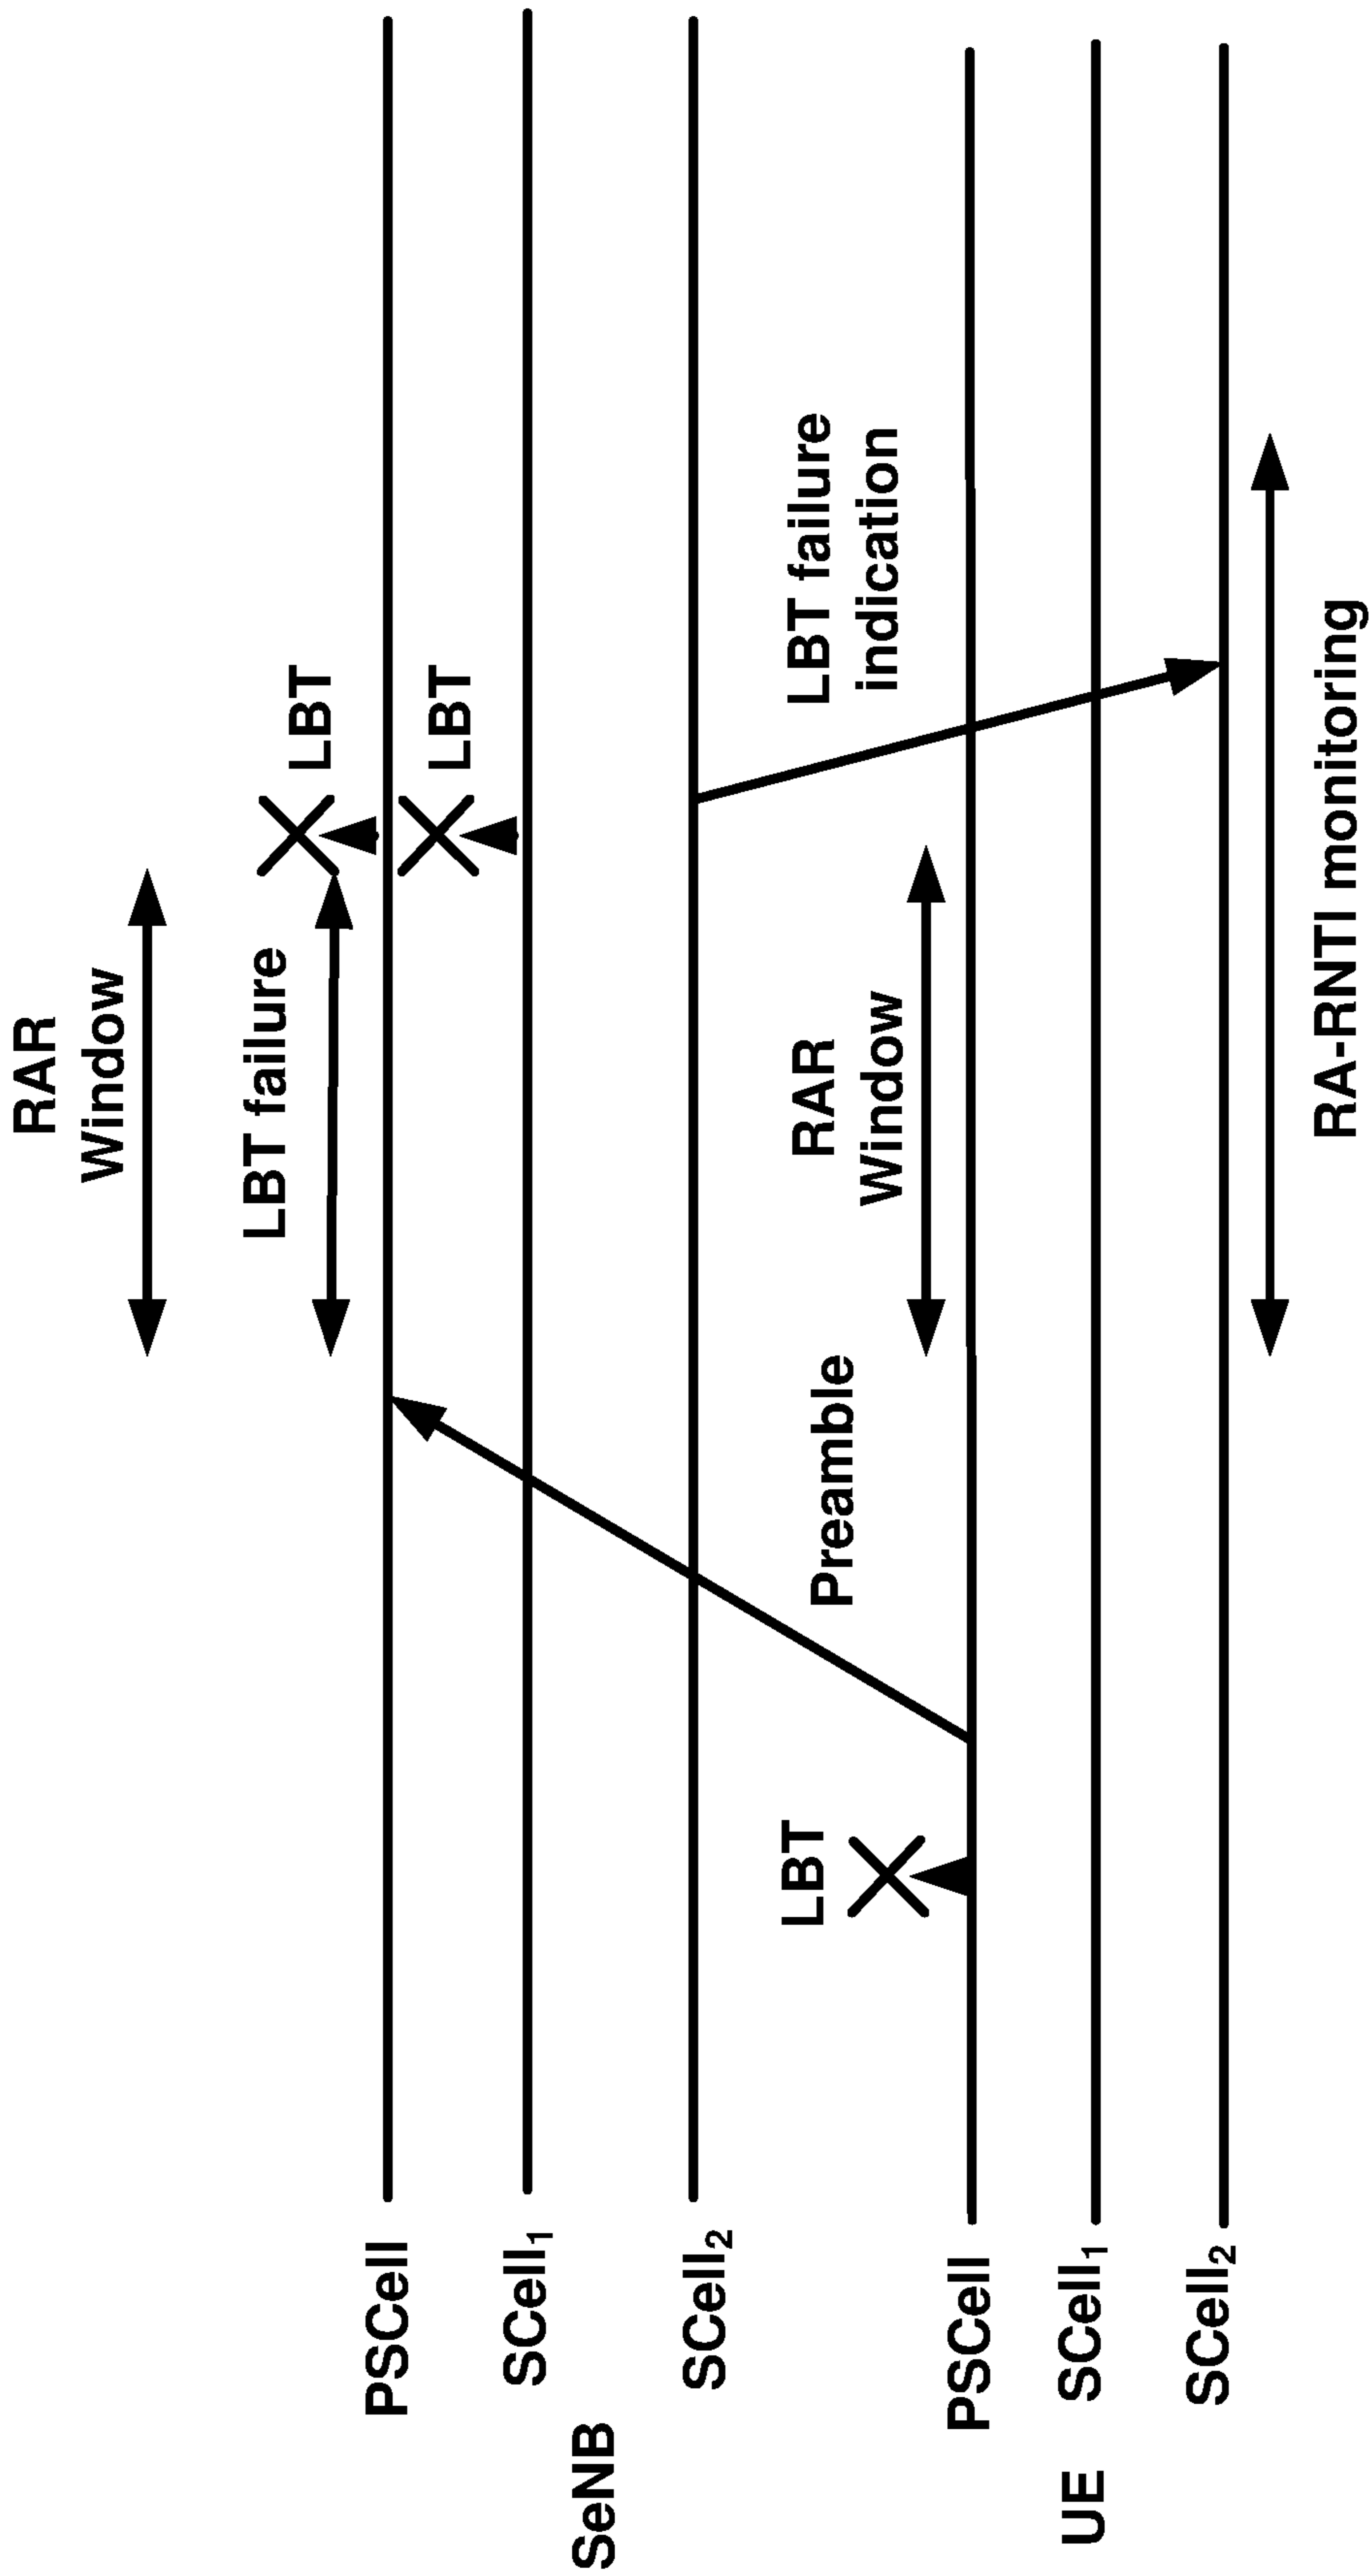 RAR
Window
LBT failure
LBT
LBT
PSCell
SCell₁
SCell₂
SeNB
LBT failure
indication
RAR
Window
Preamble
LBT
PSCell
SCell₁
SCell₂
UE
RA-RNTI monitoring